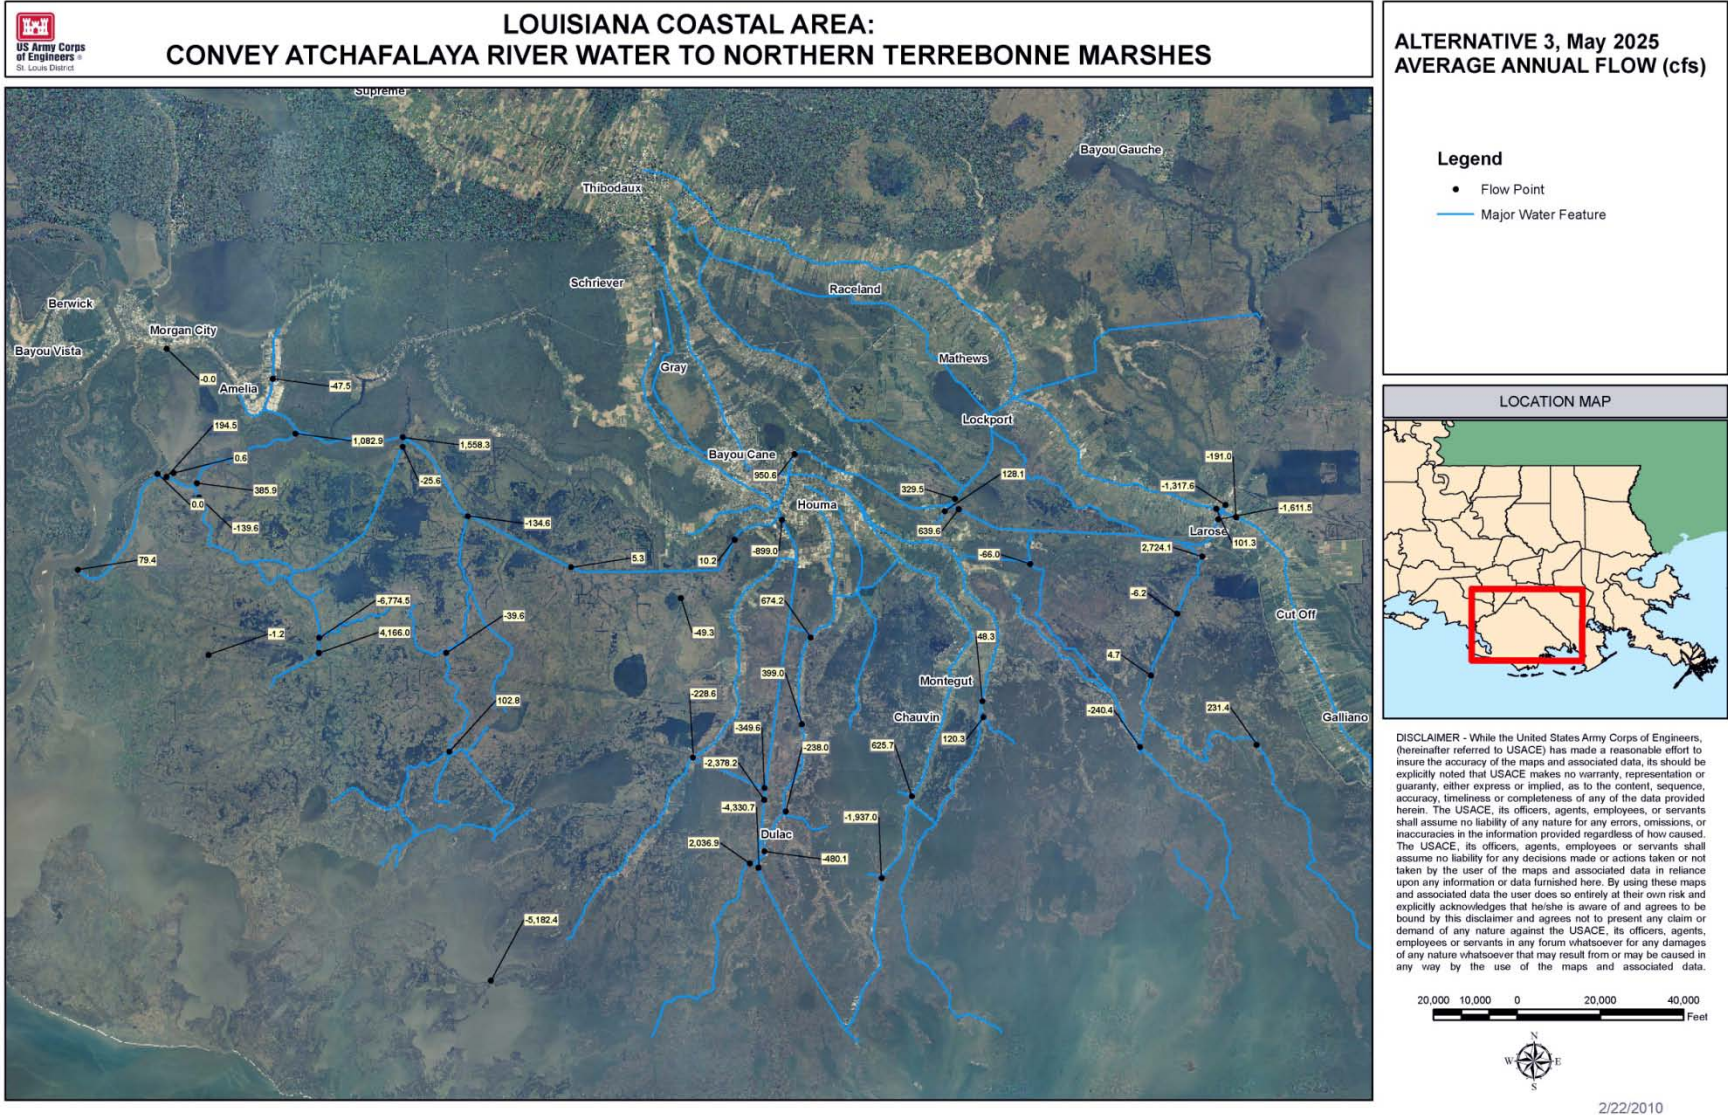 US Army Corps
of Engineers ®
St. Louis District
LOUISIANA COASTAL AREA:
CONVEY ATCHAFALAYA RIVER WATER TO NORTHERN TERREBONNE MARSHES
ALTERNATIVE 3, May 2025
AVERAGE ANNUAL FLOW (cfs)
Legend
Flow Point
Major Water Feature
Supreme
Bayou Gauche
Thibodaux
Schriever
Raceland
Berwick
Morgan City
Bayou Vista
Mathews
Gray
-0.0
Amelia
-47.5
Lockport
194.5
1,082.9
1,558.3
Bayou Cane
0.6
-191.0
950.6
128.1
-25.6
385.9
329.5
-1,317.6
0.0
Houma
-1,611.5
-139.6
-134.6
639.6
Larose
101.3
-899.0
2,724.1
-66.0
79.4
5.3
10.2
-6.2
-6,774.5
674.2
Cut Off
-39.6
-1.2
4,166.0
-49.3
48.3
4.7
399.0
Montegut
-228.6
102.8
-240.4
231.4
Chauvin
Galliano
-349.6
120.3
-238.0
625.7
-2,378.2
-4,330.7
-1,937.0
Dulac
2,036.9
-480.1
-5,182.4
LOCATION MAP
DISCLAIMER - While the United States Army Corps of Engineers,
(hereinafter referred to USACE) has made a reasonable effort to
insure the accuracy of the maps and associated data, its should be
explicitly noted that USACE makes no warranty, representation or
guaranty, either express or implied, as to the content, sequence,
accuracy, timeliness or completeness of any of the data provided
herein. The USACE, its officers, agents, employees, or servants
shall assume no liability of any nature for any errors, omissions, or
inaccuracies in the information provided regardless of how caused.
The USACE, its officers, agents, employees or servants shall
assume no liability for any decisions made or actions taken or not
taken by the user of the maps and associated data in reliance
upon any information or data furnished here. By using these maps
and associated data the user does so entirely at their own risk and
explicitly acknowledges that he/she is aware of and agrees to be
bound by this disclaimer and agrees not to present any claim or
demand of any nature against the USACE, its officers, agents,
employees or servants in any forum whatsoever for any damages
of any nature whatsoever that may result from or may be caused in
any way by the use of the maps and associated data.
20,000 10,000 0 20,000 40,000
Feet
N
W E
S
2/22/2010